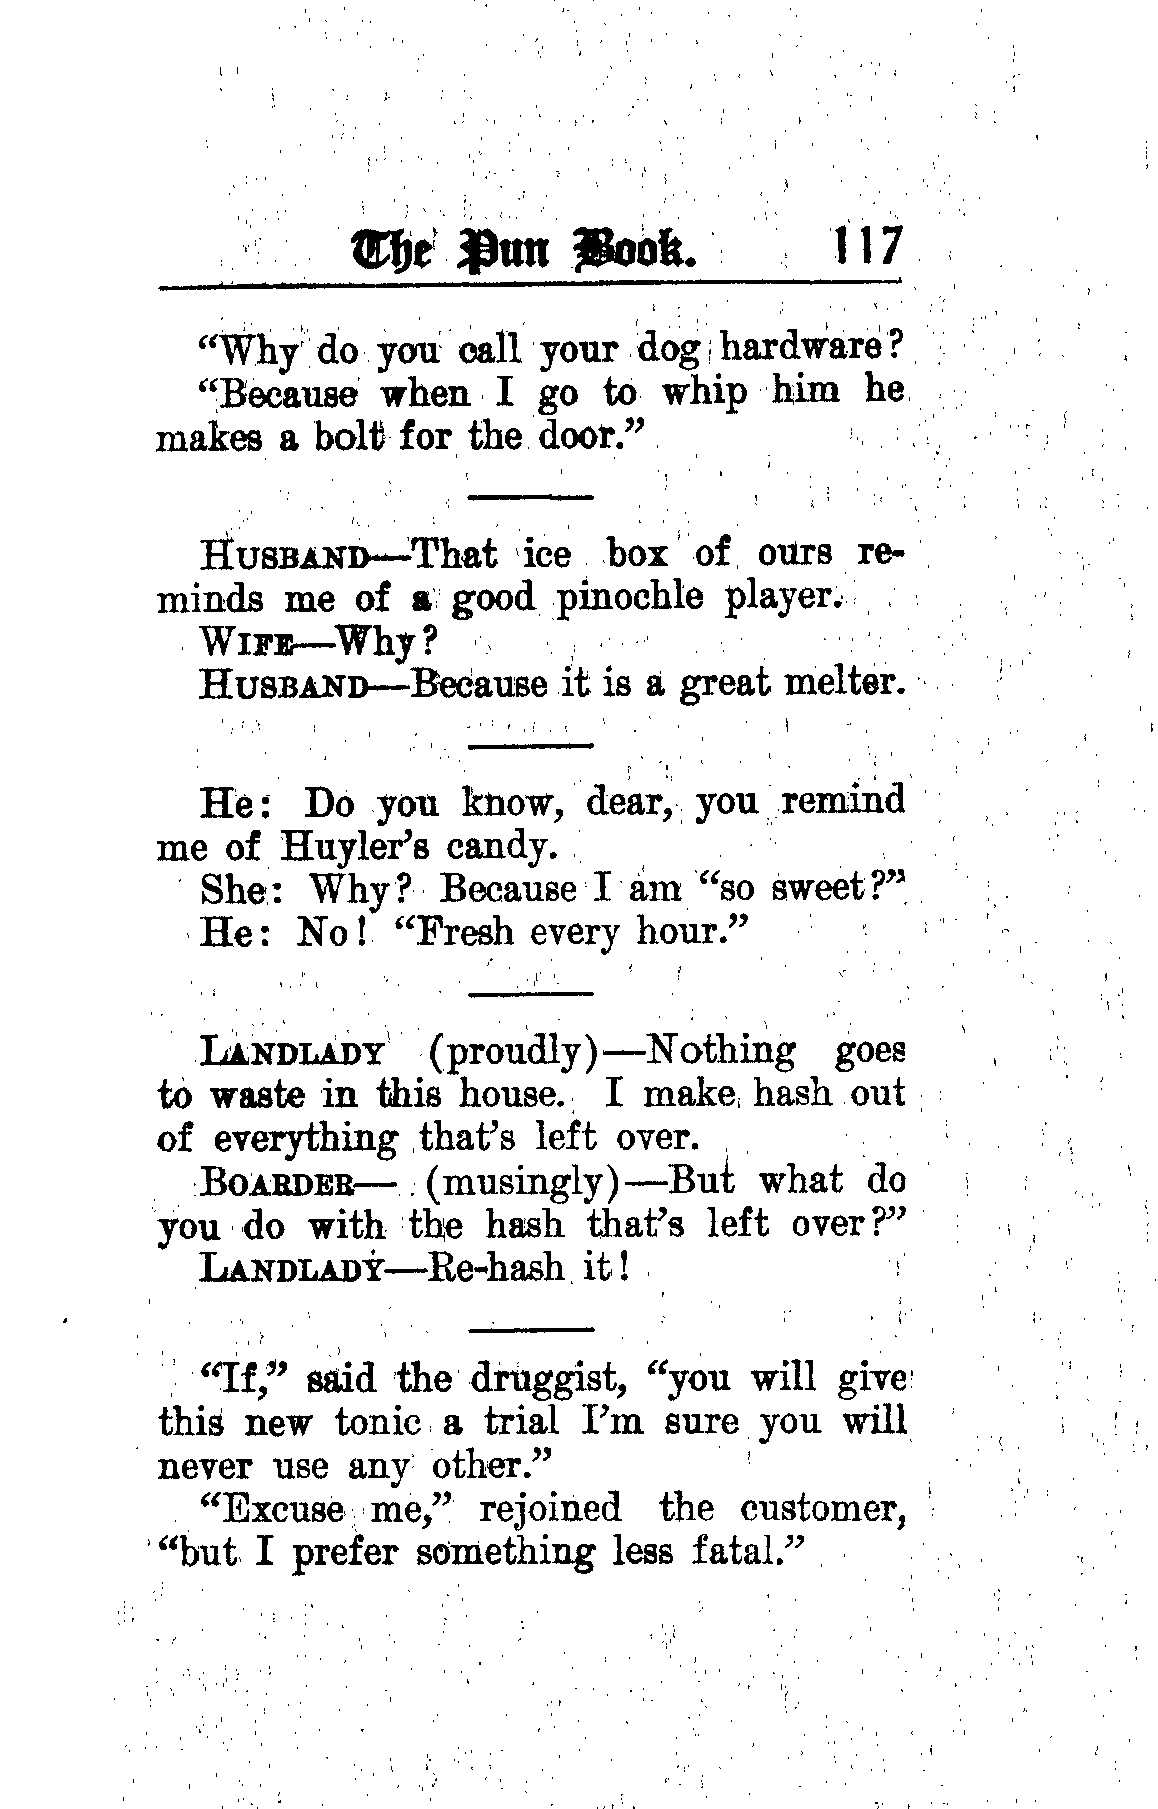 The Pun Book. 117
“Why do you call your dog hardware?
“Because when I go to whip him he
makes a bolt for the door.”
HUSBAND—That ice box of ours re-
minds me of a good pinochle player.
WIFE—Why?
HUSBAND—Because it is a great melter.
He: Do you know, dear, you remind
me of Huyler’s candy.
She: Why? Because I am “so sweet?”
He: No! “Fresh every hour.”
LANDLADY (proudly)—Nothing goes
to waste in this house. I make hash out
of everything that’s left over.
BOARDER— (musingly)—But what do
you do with the hash that’s left over?”
LANDLADY—Re-hash it!
“If,” said the druggist, “you will give
this new tonic a trial I’m sure you will
never use any other.”
“Excuse me,” rejoined the customer,
“but I prefer something less fatal.”